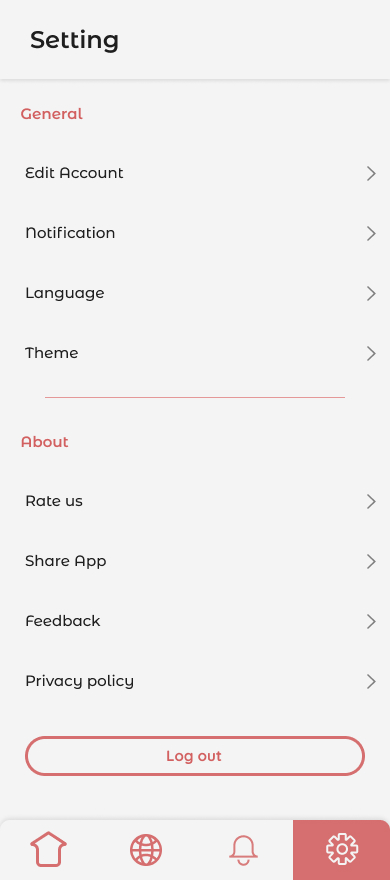 Setting
General
Edit Account
Notification
Language
Theme
About
Rate us
Share App
Feedback
Privacy policy
Log out